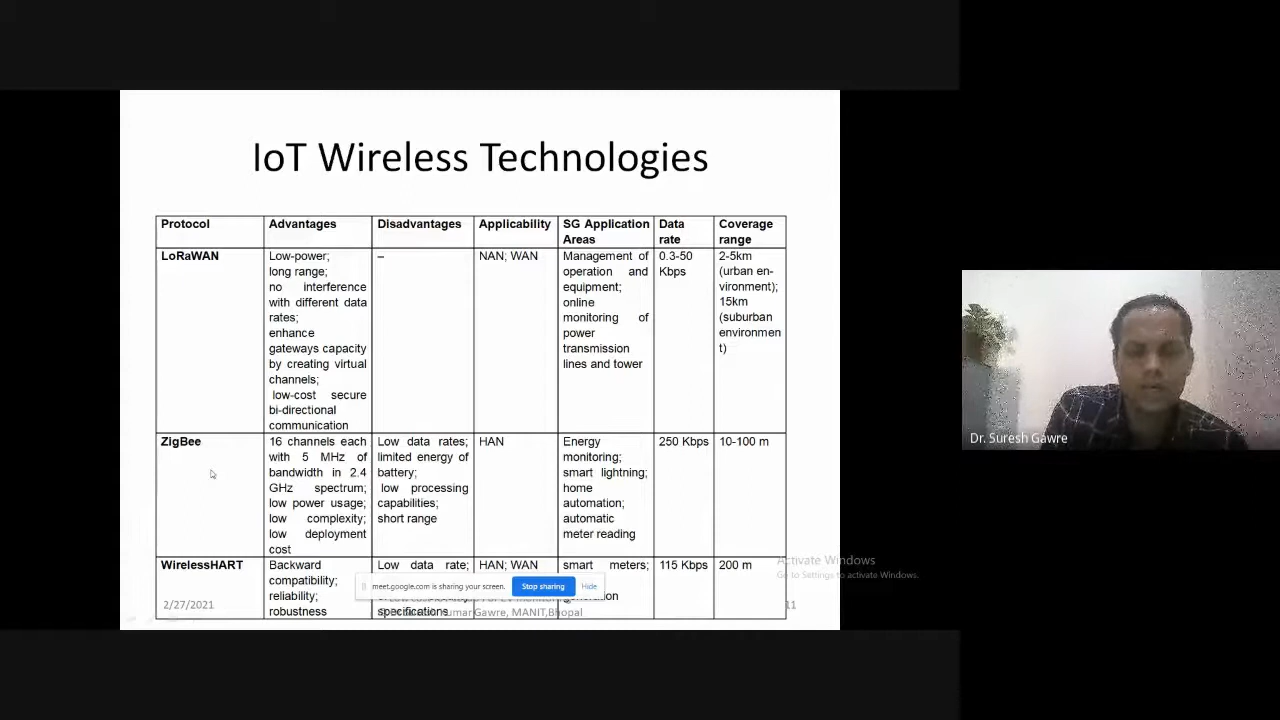 IoT Wireless Technologies
Protocol
Advantages
Disadvantages
Applicability
SG Application
Areas
Data
rate
Coverage
range
LoRaWAN
Low-power;
long range;
no interference
with different data
rates;
enhance
gateways capacity
by creating virtual
channels;
low-cost secure
bi-directional
communication
–
NAN; WAN
Management of
operation and
equipment;
online
monitoring of
power
transmission
lines and tower
0.3-50
Kbps
2-5km
(urban en-
vironment);
15km
(suburban
environmen
t)
ZigBee
16 channels each
with 5 MHz of
bandwidth in 2.4
GHz spectrum;
low power usage;
low complexity;
low deployment
cost
Low data rates;
limited energy of
battery;
low processing
capabilities;
short range
HAN
Energy
monitoring;
smart lightning;
home
automation;
automatic
meter reading
250 Kbps
10-100 m
WirelessHART
Backward
compatibility;
reliability;
robustness
Low data rate;
specifications
HAN; WAN
smart meters;
115 Kbps
200 m
meet.google.com is sharing your screen.
Stop sharing
Hide
2/27/2021
Kumar Gawre, MANIT,Bhopal
11
Activate Windows
Go to Settings to activate Windows.
Dr. Suresh Gawre